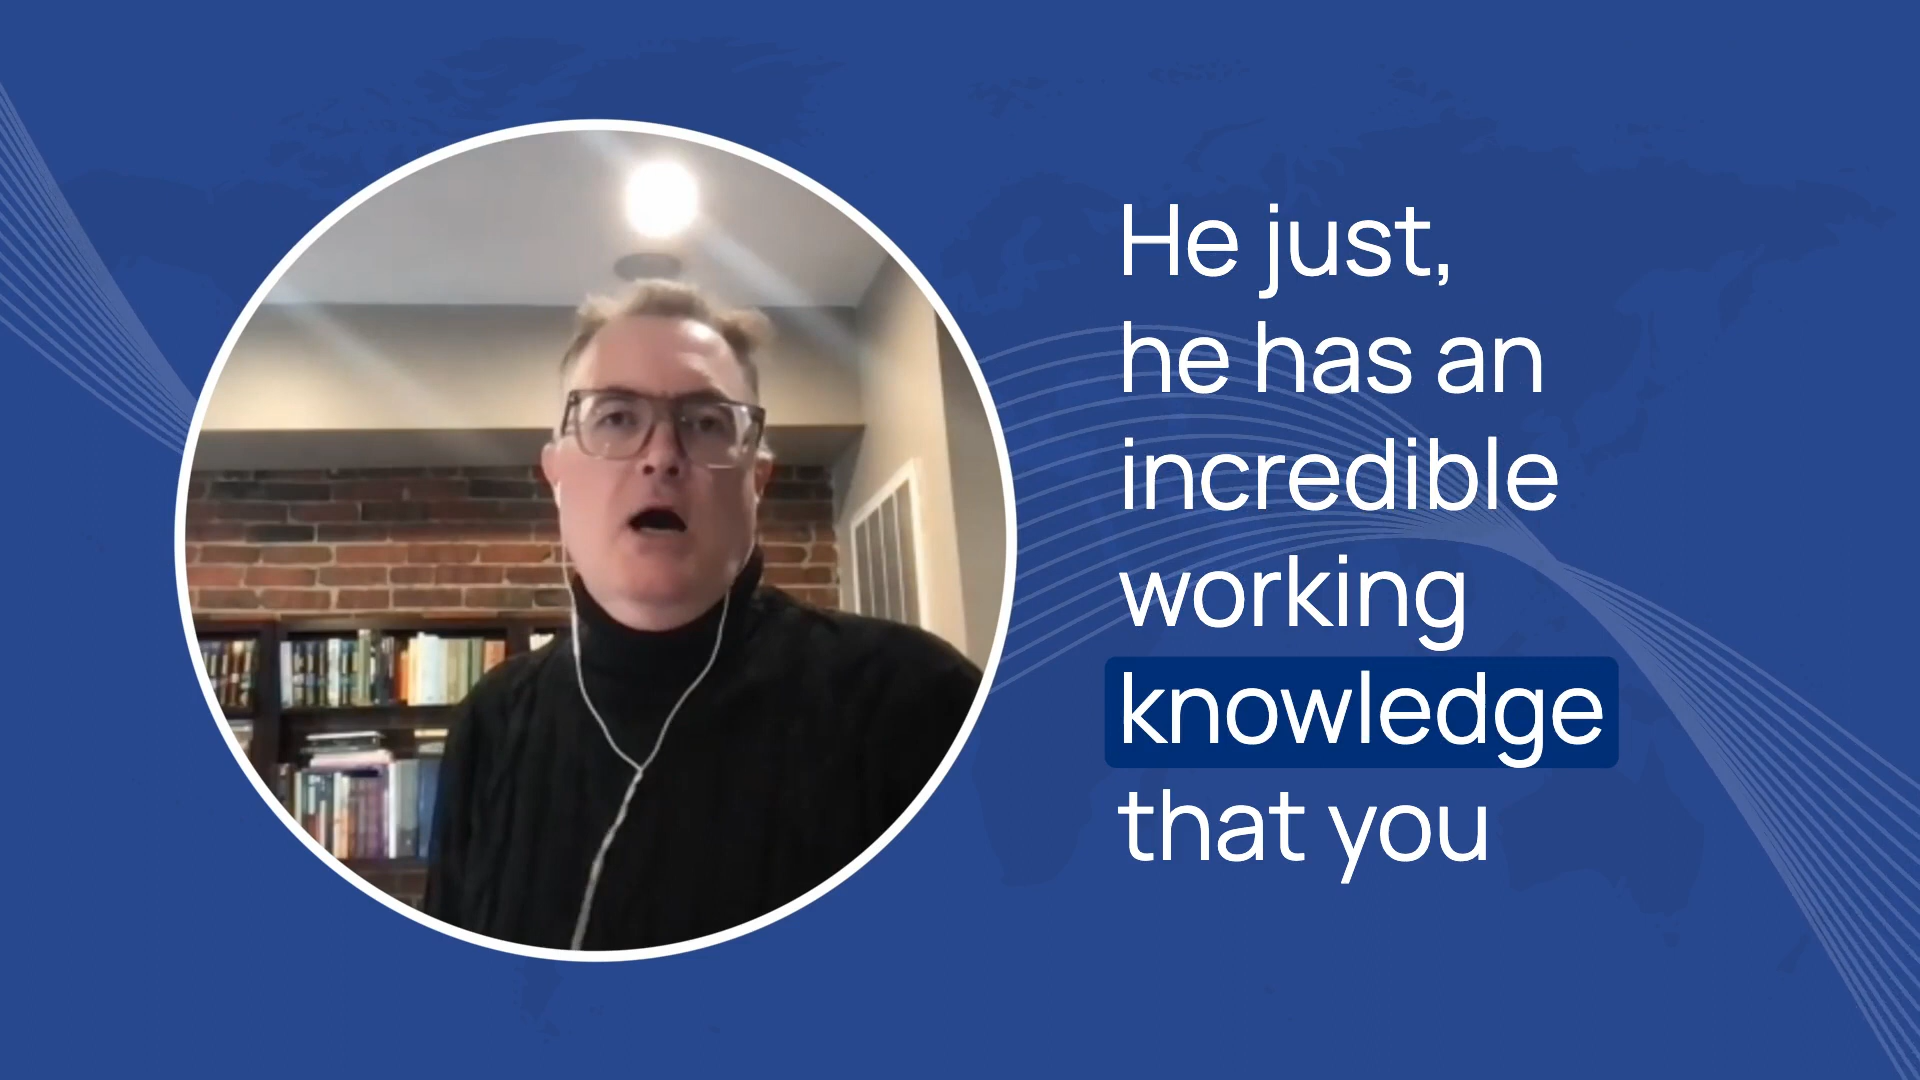 He just,
he has an
incredible
working
knowledge
that you